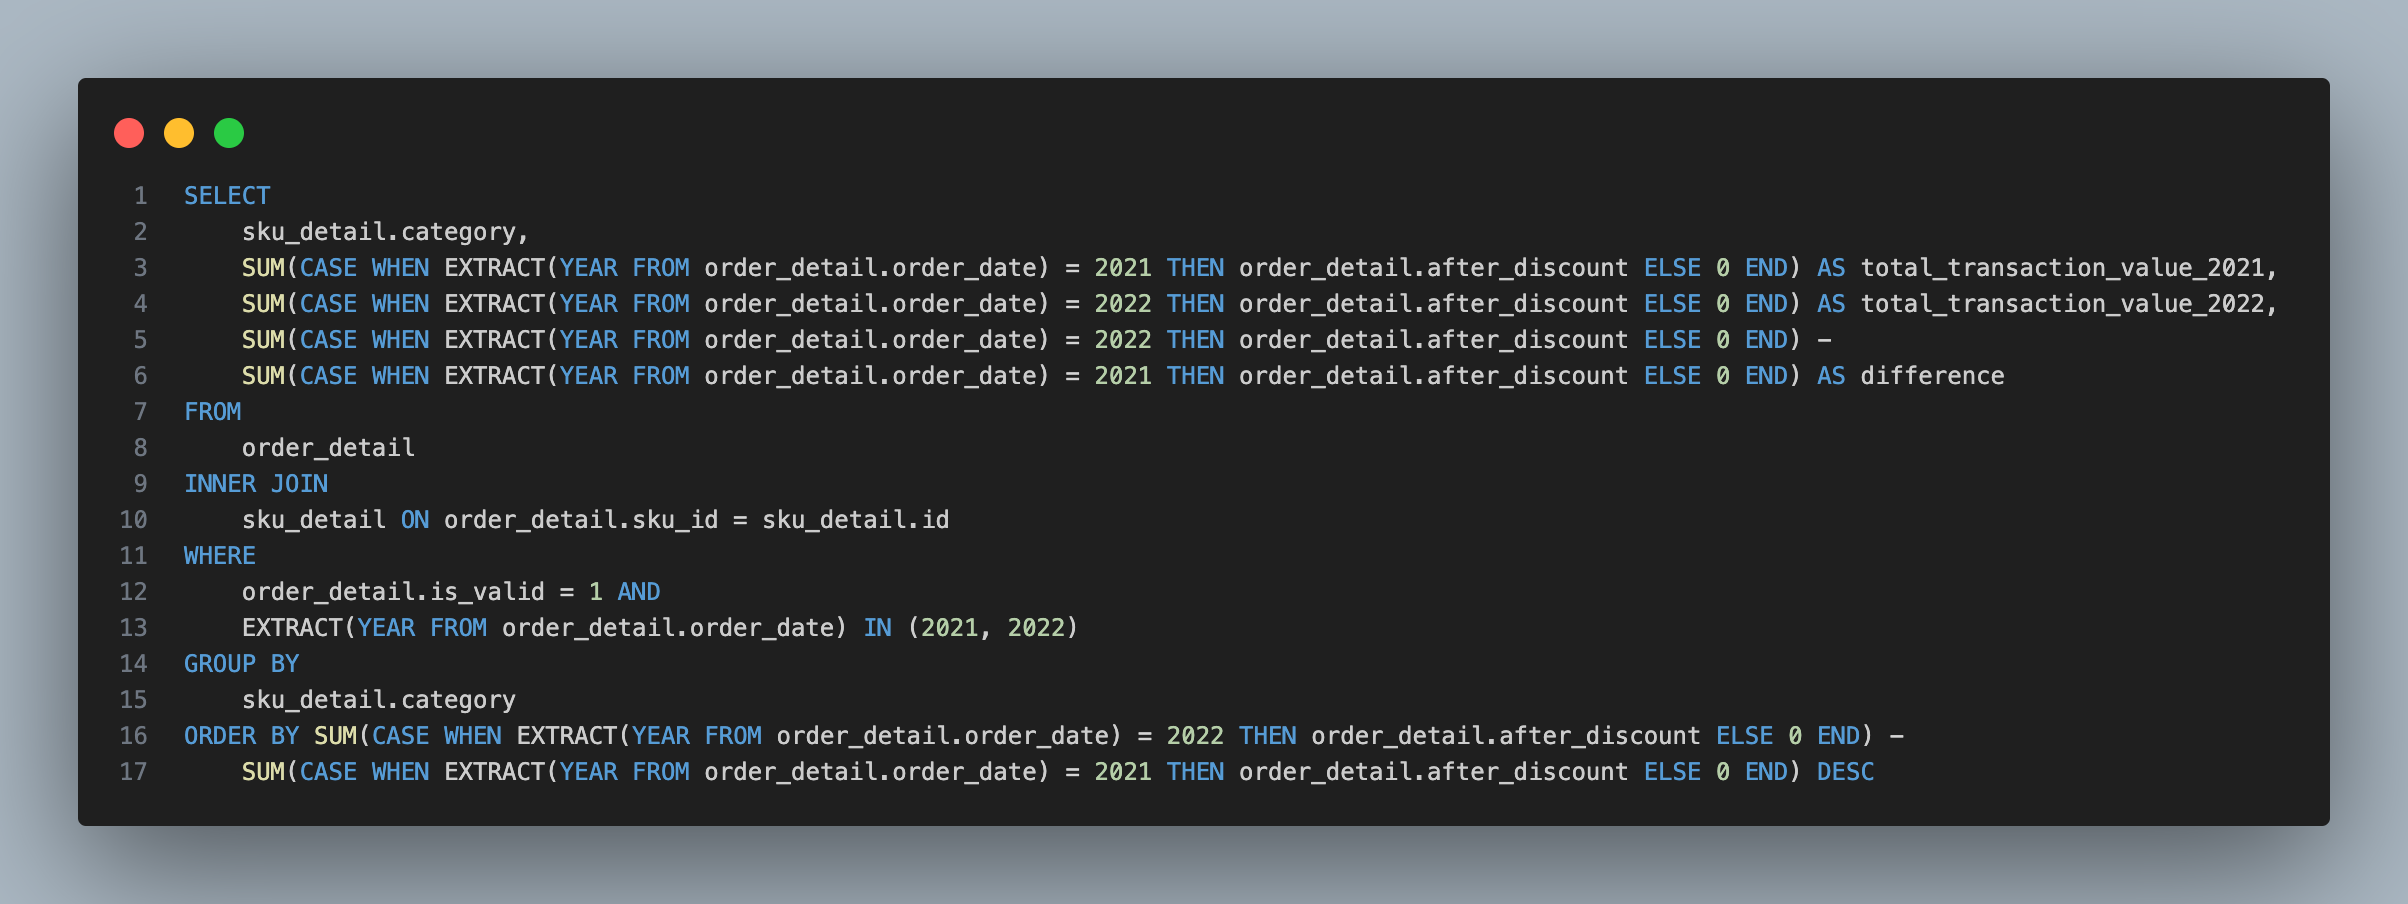 1 SELECT
2     sku_detail.category,
3     SUM(CASE WHEN EXTRACT(YEAR FROM order_detail.order_date) = 2021 THEN order_detail.after_discount ELSE 0 END) AS total_transaction_value_2021,
4     SUM(CASE WHEN EXTRACT(YEAR FROM order_detail.order_date) = 2022 THEN order_detail.after_discount ELSE 0 END) AS total_transaction_value_2022,
5     SUM(CASE WHEN EXTRACT(YEAR FROM order_detail.order_date) = 2022 THEN order_detail.after_discount ELSE 0 END) -
6     SUM(CASE WHEN EXTRACT(YEAR FROM order_detail.order_date) = 2021 THEN order_detail.after_discount ELSE 0 END) AS difference
7 FROM
8     order_detail
9 INNER JOIN
10     sku_detail ON order_detail.sku_id = sku_detail.id
11 WHERE
12     order_detail.is_valid = 1 AND
13     EXTRACT(YEAR FROM order_detail.order_date) IN (2021, 2022)
14 GROUP BY
15     sku_detail.category
16 ORDER BY SUM(CASE WHEN EXTRACT(YEAR FROM order_detail.order_date) = 2022 THEN order_detail.after_discount ELSE 0 END) -
17     SUM(CASE WHEN EXTRACT(YEAR FROM order_detail.order_date) = 2021 THEN order_detail.after_discount ELSE 0 END) DESC